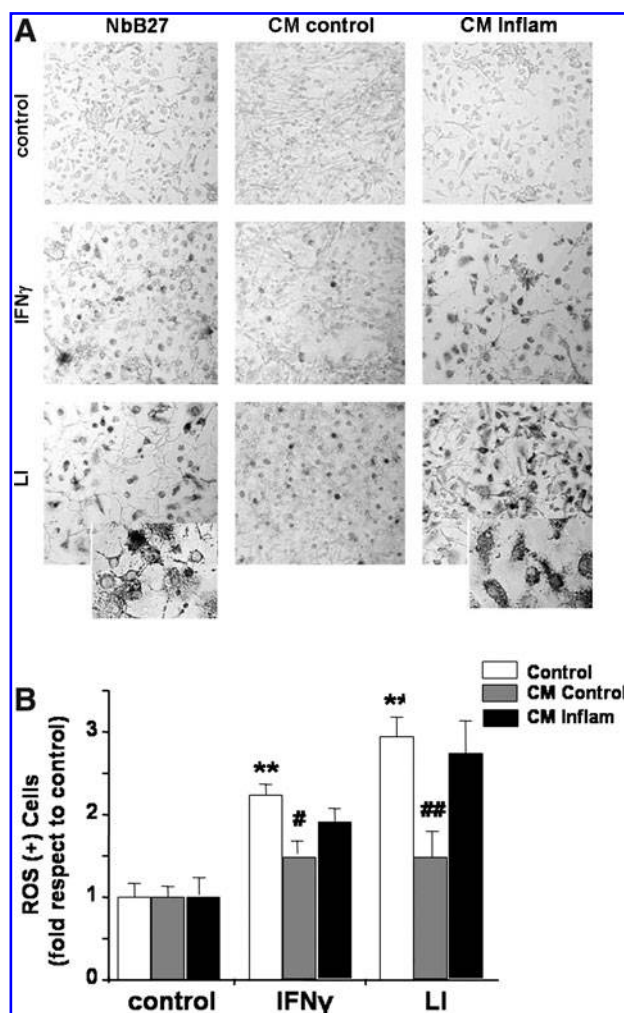 A
NbB27 CM control CM Inflam
control
IFNγ
LI
B
Control
CM Control
CM Inflam
ROS (+) Cells
(fold respect to control)
3
2
1
0
** # ** ##
control IFNγ LI